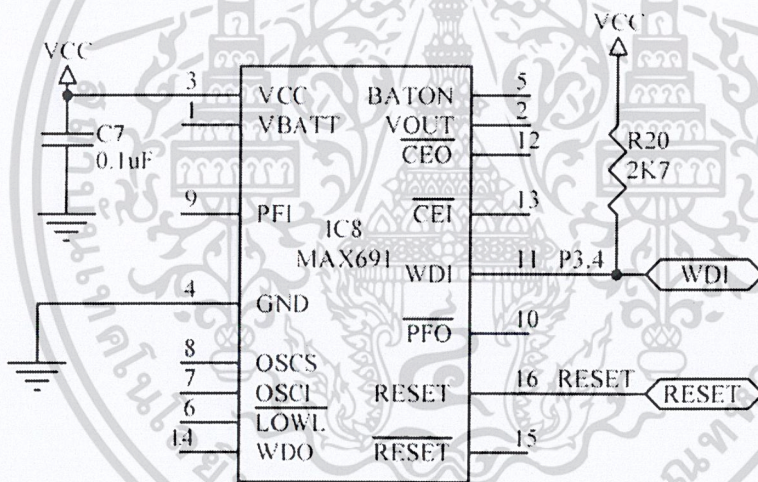 VCC
VCC
3 VCC BATON 5
1 VBATT VOUT 2
C7 CEO 12 R20
0.1uF 2K7
9 PFI CEI 13
IC8
MAX691
WDI 11 P3.4 WDI
4 GND
PFO 10
8 OSCS
7 OSCI RESET 16 RESET RESET
6 LOWL
14 WDO RESET 15